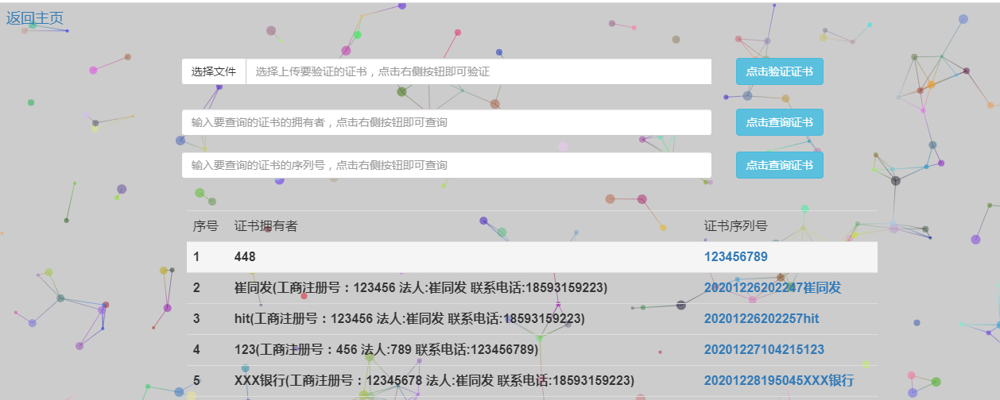 返回主页
选择文件 选择上传要验证的证书，点击右侧按钮即可验证 点击验证证书
输入要查询的证书的拥有者，点击右侧按钮即可查询 点击查询证书
输入要查询的证书的序列号，点击右侧按钮即可查询 点击查询证书
序号 证书拥有者 证书序列号
1 448 123456789
2 崔同发(工商注册号：123456 法人:崔同发 联系电话:18593159223) 20201226202247崔同发
3 hit(工商注册号：123456 法人:崔同发 联系电话:18593159223) 20201226202257hit
4 123(工商注册号：456 法人:789 联系电话:123456789) 20201227104215123
5 XXX银行(工商注册号：12345678 法人:崔同发 联系电话:18593159223) 20201228195045XXX银行